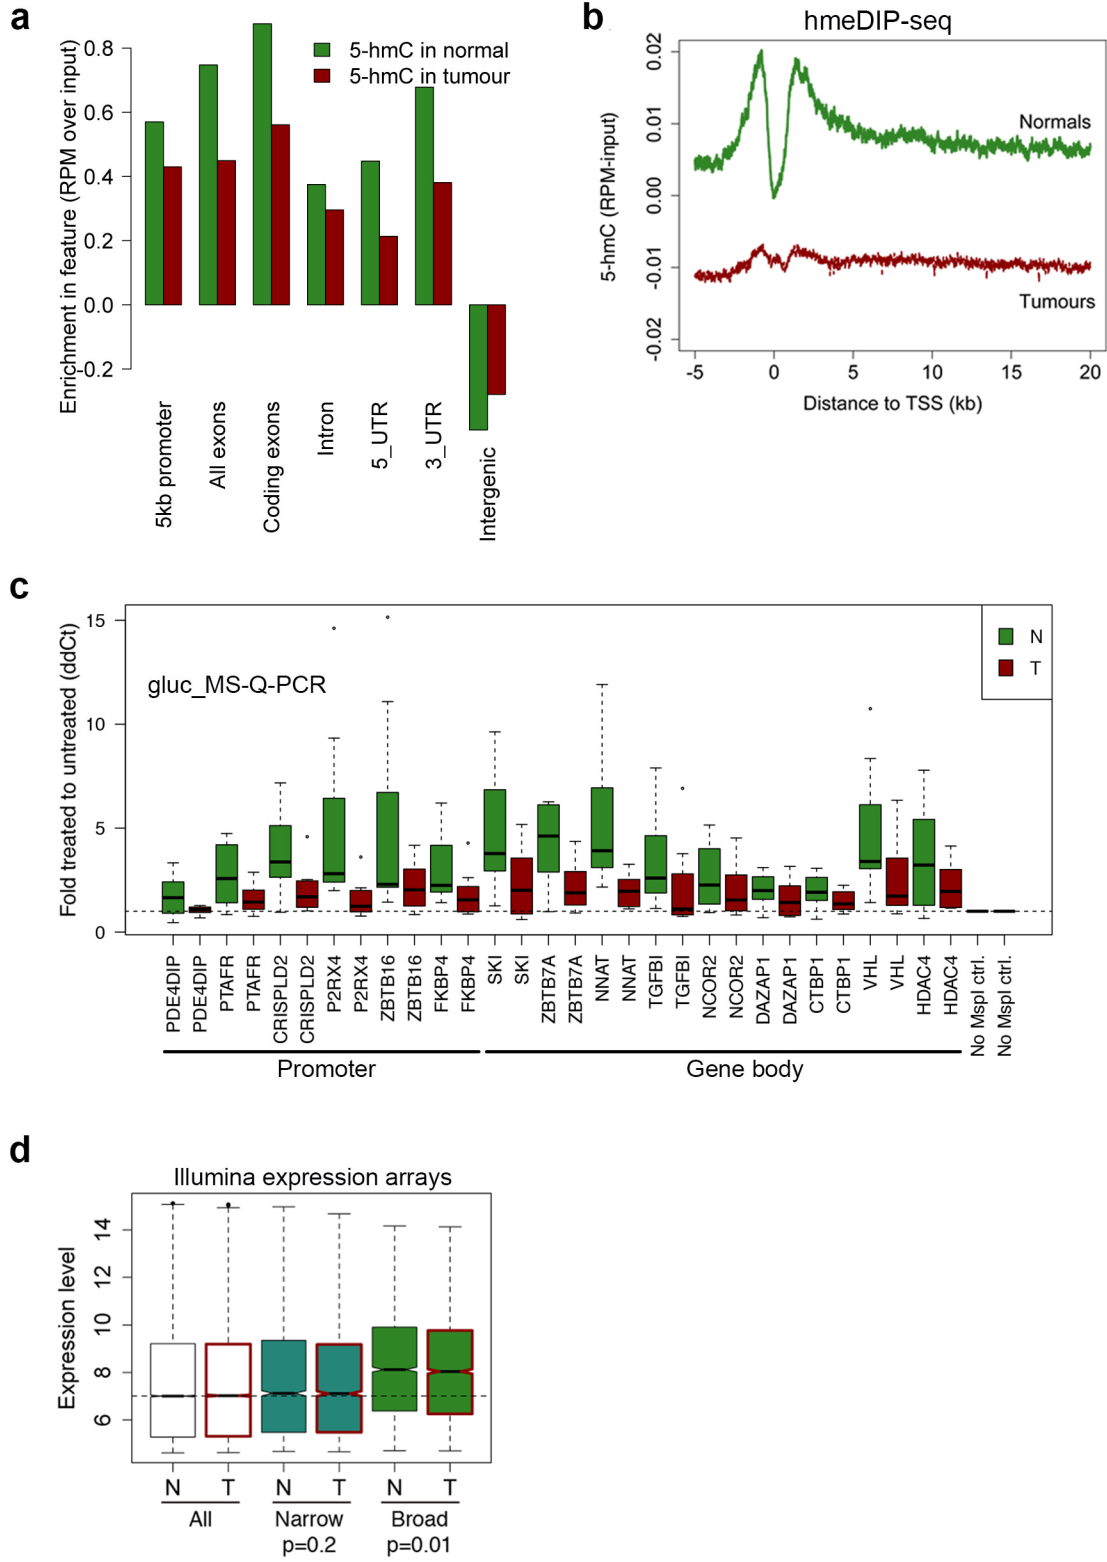 a
Enrichment in feature (RPM over input)
0.8
0.6
0.4
0.2
0.0
-0.2
5-hmC in normal
5-hmC in tumour
5kb promoter
All exons
Coding exons
Intron
5_UTR
3_UTR
Intergenic
b
hmeDIP-seq
5-hmC (RPM-input)
0.02
0.01
0.00
-0.01
-0.02
Normals
Tumours
-5
0
5
10
15
20
Distance to TSS (kb)
c
Fold treated to untreated (ddCt)
15
10
5
0
gluc_MS-Q-PCR
N
T
PDE4DIP
PDE4DIP
PTAFR
PTAFR
CRISPLD2
CRISPLD2
P2RX4
P2RX4
ZBTB16
ZBTB16
FKBP4
FKBP4
SKI
SKI
ZBTB7A
ZBTB7A
NNAT
NNAT
TGFBI
TGFBI
NCOR2
NCOR2
DAZAP1
DAZAP1
CTBP1
CTBP1
VHL
VHL
HDAC4
HDAC4
No MspI ctrl.
No MspI ctrl.
Promoter
Gene body
d
Illumina expression arrays
Expression level
14
12
10
8
6
N
T
N
T
N
T
All
Narrow
Broad
p=0.2
p=0.01